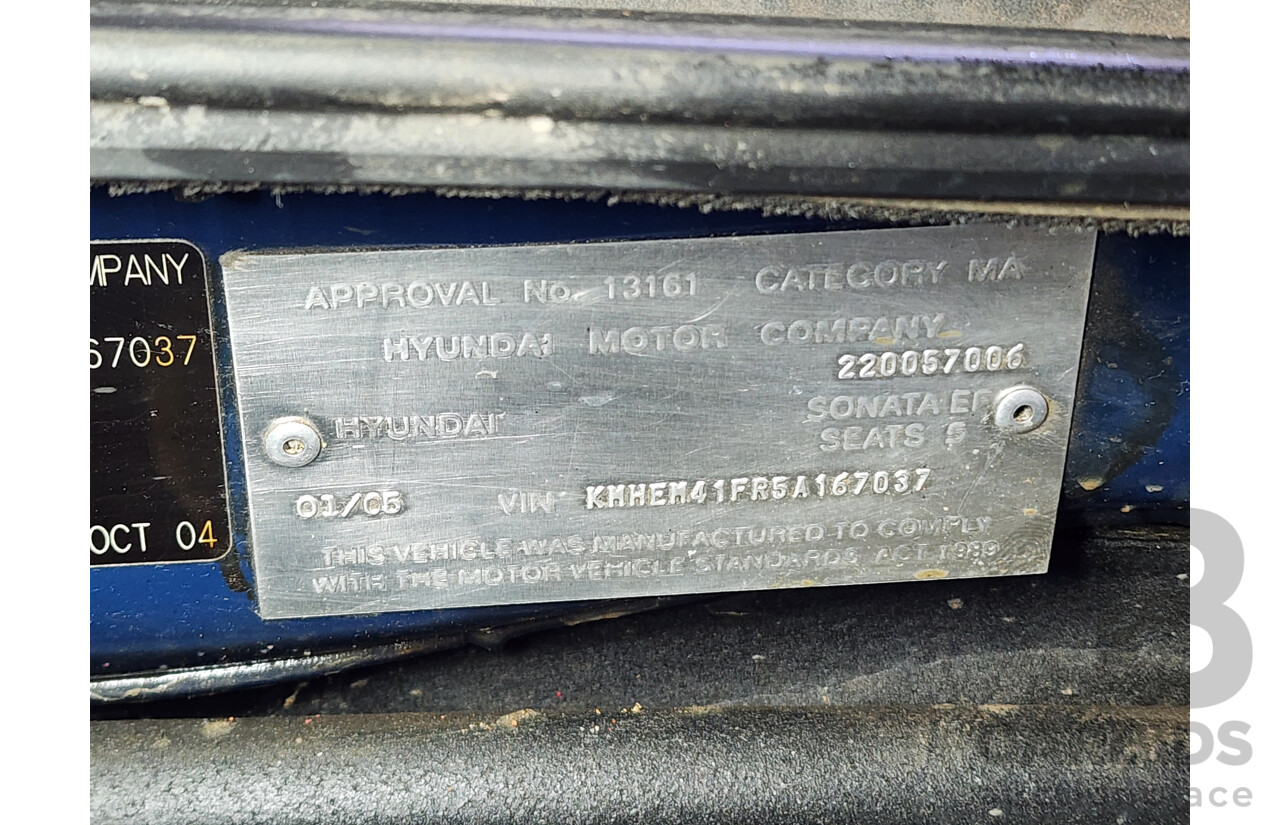 MPANY
67037
OCT 04
APPROVAL No. 13161 CATEGORY MA
HYUNDAI MOTOR COMPANY
220057006
HYUNDAI SONATA EF
SEATS 5
01/05 VIN KMHEM41FR5A167037
THIS VEHICLE WAS MANUFACTURED TO COMPLY
WITH THE MOTOR VEHICLE STANDARDS ACT 1989